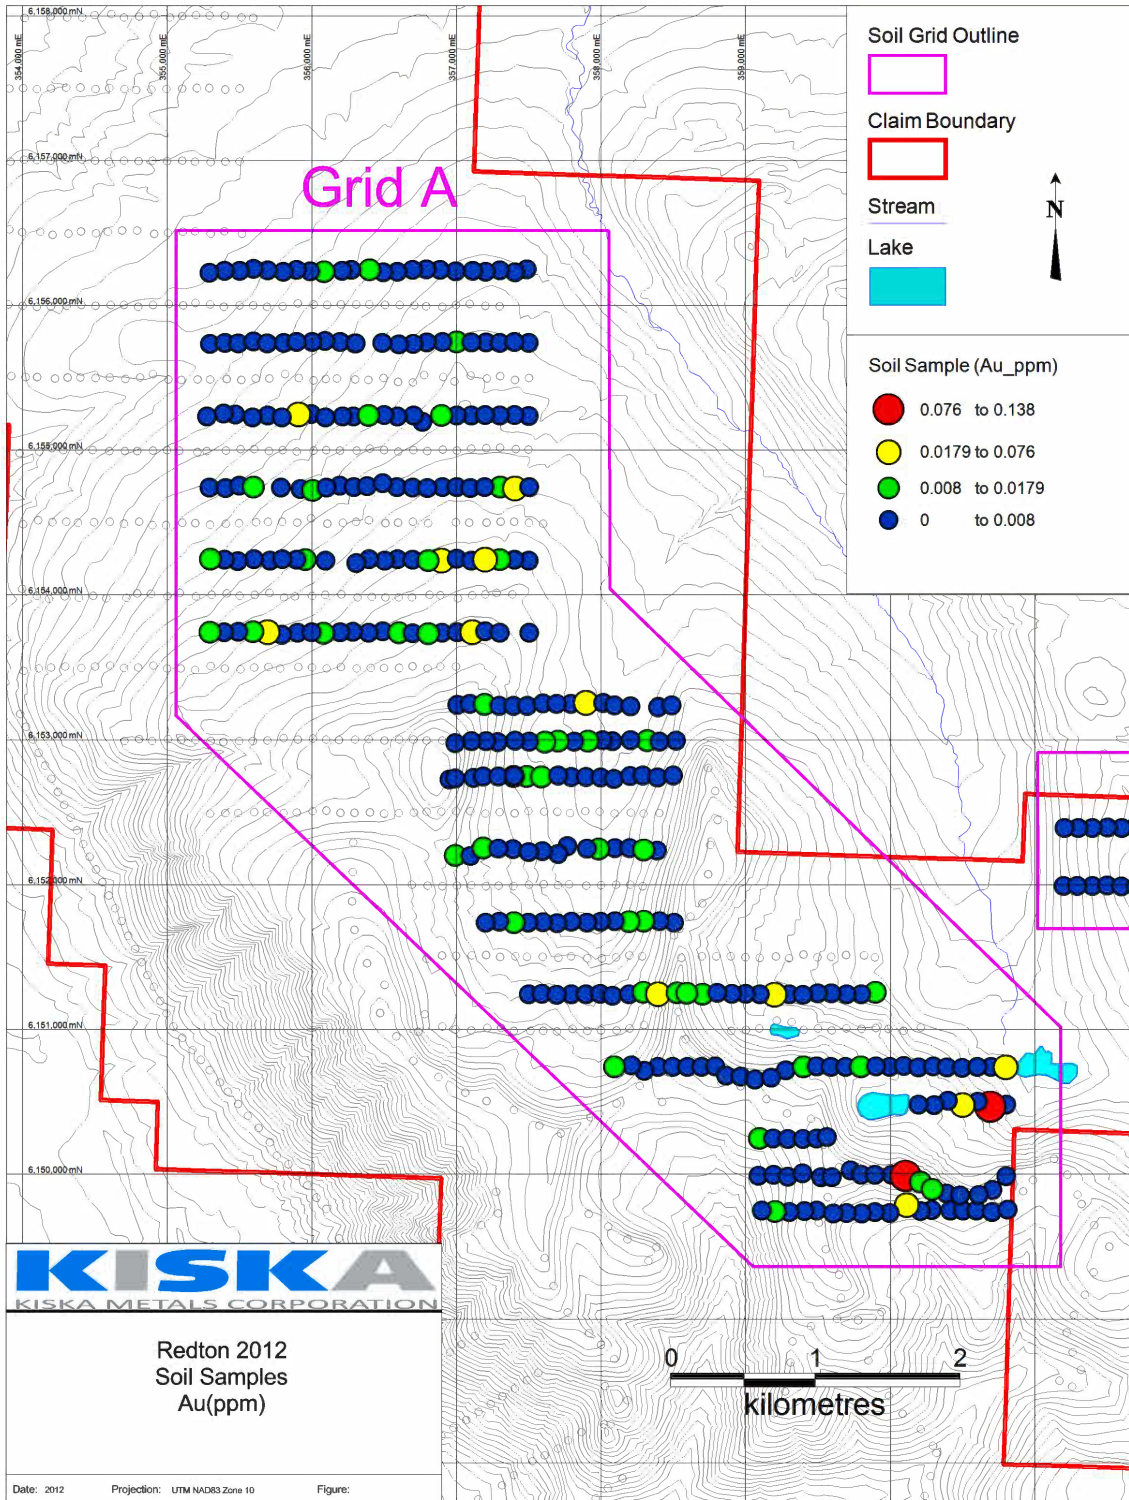 6,158,000 mN
354,000 mE
355,000 mE
356,000 mE
357,000 mE
358,000 mE
359,000 mE
Soil Grid Outline
Claim Boundary
6,157,000 mN
Grid A
Stream
N
Lake
6,156,000 mN
Soil Sample (Au_ppm)
0.076 to 0.138
0.0179 to 0.076
0.008 to 0.0179
0 to 0.008
6,155,000 mN
6,154,000 mN
6,153,000 mN
6,152,000 mN
6,151,000 mN
6,150,000 mN
KISKA
KISKA METALS CORPORATION
Redton 2012
Soil Samples
Au(ppm)
0 1 2
kilometres
Date: 2012 Projection: UTM NAD83 Zone 10 Figure: